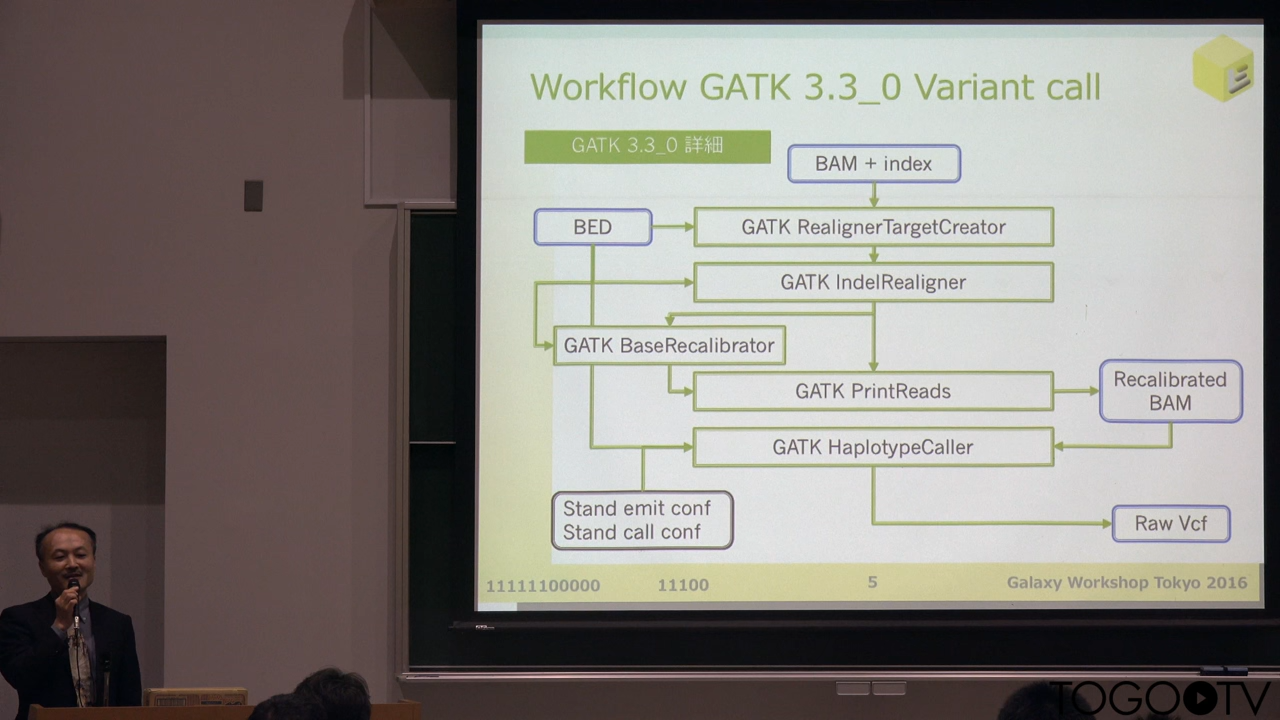 Workflow GATK 3.3_0 Variant call
GATK 3.3_0 詳細
BAM + index
BED
GATK RealignerTargetCreator
GATK IndelRealigner
GATK BaseRecalibrator
GATK PrintReads
Recalibrated
BAM
GATK HaplotypeCaller
Stand emit conf
Stand call conf
Raw Vcf
11111100000
11100
5
Galaxy Workshop Tokyo 2016
TOGO TV